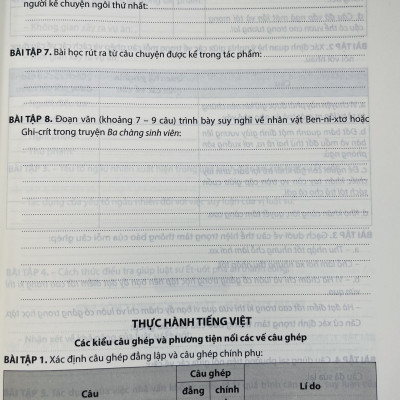 người kể chuyện ngôi thứ nhất:
BÀI TẬP 7. Bài học rút ra từ câu chuyện được kể trong tác phẩm:
BÀI TẬP 8. Đoạn văn (khoảng 7 – 9 câu) trình bày suy nghĩ về nhân vật Ben-ni-xtơ hoặc
Ghi-crít trong truyện Ba chàng sinh viên:
THỰC HÀNH TIẾNG VIỆT
Các kiểu câu ghép và phương tiện nối các vế câu ghép
BÀI TẬP 1. Xác định câu ghép đẳng lập và câu ghép chính phụ:
Câu ghép
Câu
đẳng
chính
Lí do